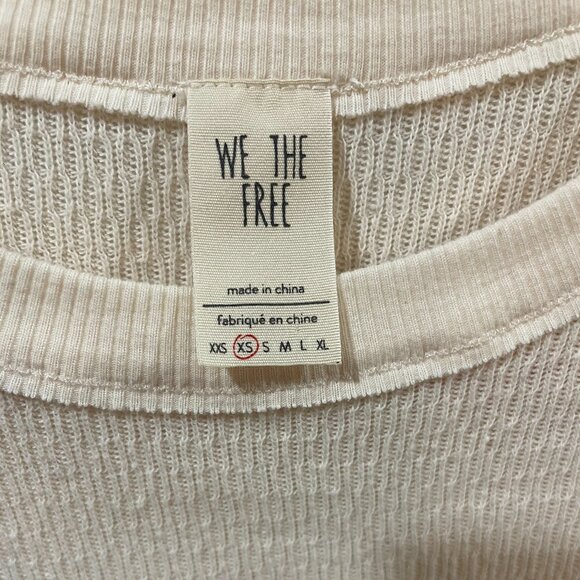 WE THE
FREE
made in china
fabriqué en chine
XXS XS S M L XL